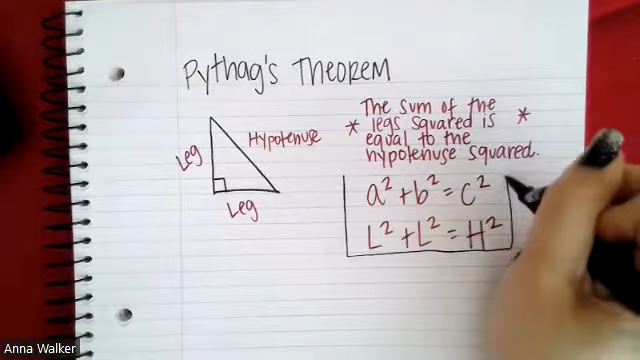 Pythag's Theorem
Leg
Hypotenuse
Leg
* The sum of the *
legs squared is
equal to the
hypotenuse squared.
a² + b² = c²
L² + L² = H²
Anna Walker